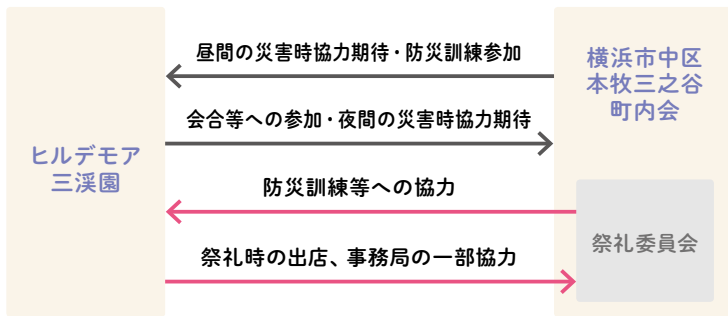 昼間の災害時協力期待・防災訓練参加
会合等への参加・夜間の災害時協力期待
防災訓練等への協力
祭礼時の出店、事務局の一部協力
ヒルデモア
三溪園
横浜市中区
本牧三之谷
町内会
祭礼委員会